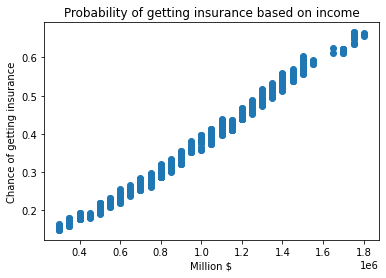 Probability of getting insurance based on income
Chance of getting insurance
0.6
0.5
0.4
0.3
0.2
0.4 0.6 0.8 1.0 1.2 1.4 1.6 1.8
1e6
Million $